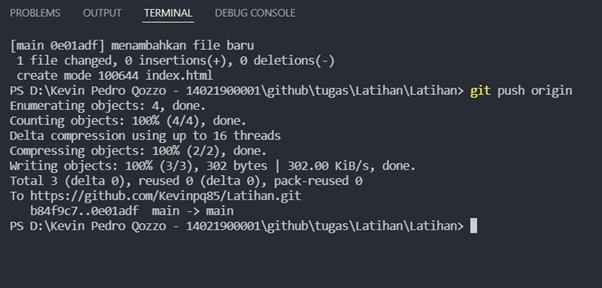 PROBLEMS OUTPUT TERMINAL DEBUG CONSOLE
[main 0e01adf] menambahkan file baru
 1 file changed, 0 insertions(+), 0 deletions(-)
 create mode 100644 index.html
PS D:\Kevin Pedro Qozzo - 14021900001\github\tugas\Latihan\Latihan> git push origin
Enumerating objects: 4, done.
Counting objects: 100% (4/4), done.
Delta compression using up to 16 threads
Compressing objects: 100% (2/2), done.
Writing objects: 100% (3/3), 302 bytes | 302.00 KiB/s, done.
Total 3 (delta 0), reused 0 (delta 0), pack-reused 0
To https://github.com/Kevinpq85/Latihan.git
   b84f9c7..0e01adf  main -> main
PS D:\Kevin Pedro Qozzo - 14021900001\github\tugas\Latihan\Latihan>